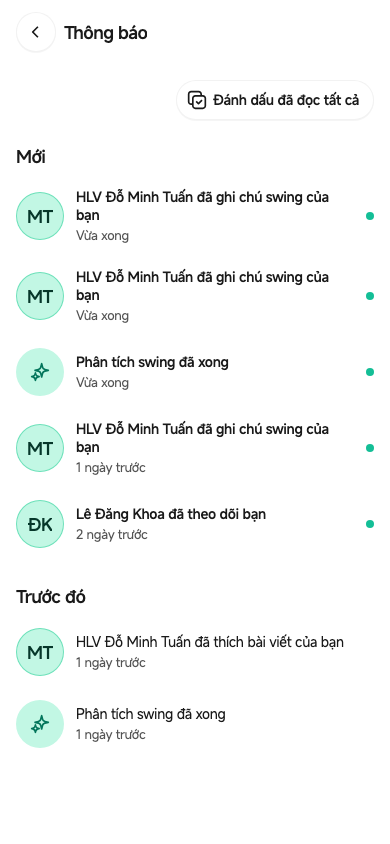 Thông báo
Đánh dấu đã đọc tất cả
Mới
MT
HLV Đỗ Minh Tuấn đã ghi chú swing của
bạn
Vừa xong
MT
HLV Đỗ Minh Tuấn đã ghi chú swing của
bạn
Vừa xong
Phân tích swing đã xong
Vừa xong
MT
HLV Đỗ Minh Tuấn đã ghi chú swing của
bạn
1 ngày trước
ĐK
Lê Đăng Khoa đã theo dõi bạn
2 ngày trước
Trước đó
MT
HLV Đỗ Minh Tuấn đã thích bài viết của bạn
1 ngày trước
Phân tích swing đã xong
1 ngày trước